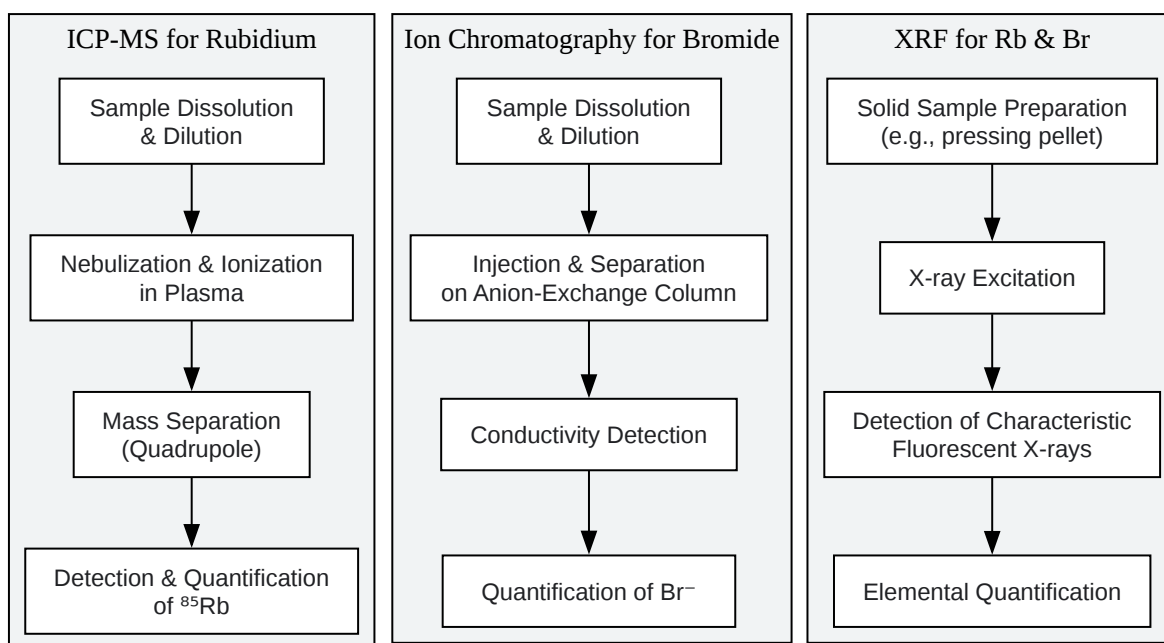 ICP-MS for Rubidium
Sample Dissolution
& Dilution
Nebulization & Ionization
in Plasma
Mass Separation
(Quadrupole)
Detection & Quantification
of ⁸⁵Rb
Ion Chromatography for Bromide
Sample Dissolution
& Dilution
Injection & Separation
on Anion-Exchange Column
Conductivity Detection
Quantification of Br⁻
XRF for Rb & Br
Solid Sample Preparation
(e.g., pressing pellet)
X-ray Excitation
Detection of Characteristic
Fluorescent X-rays
Elemental Quantification